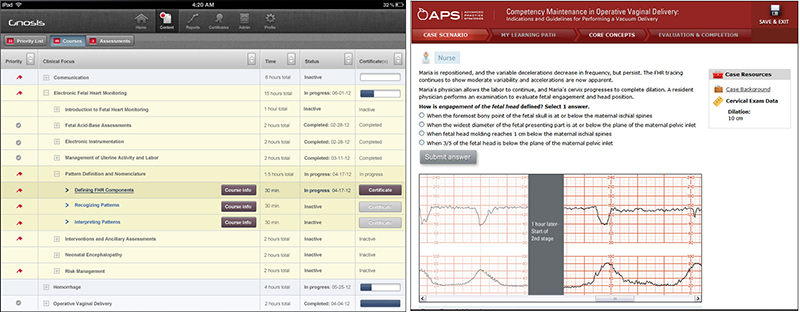 iPad
4:20 AM
82%
Gnosis
Home
Content
Reports
Certificates
Admin
Profile
Priority List
Courses
Assessments
Priority
Clinical Focus
Time
Status
Certificate(s)
Communication
6 hours total
Inactive
Electronic Fetal Heart Monitoring
15 hours total
In progress: 06-01-12
Introduction to Fetal Heart Monitoring
2 hours total
Inactive
Inactive
Fetal Acid-Base Assessments
2 hours total
Completed: 02-28-12
Completed
Electronic Instrumentation
2 hours total
Completed: 02-28-12
Completed
Management of Uterine Activity and Labor
2 hours total
Completed: 03-11-12
Completed
Pattern Definition and Nomenclature
1.5 hours total
In progress: 04-17-12
In progress
Defining FHR Components
Course info
30 min.
In progress: 04-17-12
Certificate
Recognizing Patterns
Course info
30 min.
Inactive
Certificate
Interpreting Patterns
Course info
30 min.
Inactive
Certificate
Interventions and Ancillary Assessments
2 hours total
Inactive
Inactive
Neonatal Encephalopathy
2 hours total
Inactive
Inactive
Risk Management
2 hours total
Inactive
Inactive
Hemorrhage
4 hours total
In progress: 05-25-12
Operative Vaginal Delivery
2 hours total
Completed: 04-04-12
APS
ADVANCED
PRACTICE
STRATEGIES
Competency Maintenance in Operative Vaginal Delivery:
Indications and Guidelines for Performing a Vacuum Delivery
SAVE & EXIT
CASE SCENARIO
MY LEARNING PATH
CORE CONCEPTS
EVALUATION & COMPLETION
Nurse
Maria is repositioned, and the variable decelerations decrease in frequency, but persist. The FHR tracing
continues to show moderate variability and accelerations are now apparent.
Maria's physician allows the labor to continue, and Maria's cervix progresses to complete dilation. A resident
physician performs an examination to evaluate fetal engagement and head position.
How is engagement of the fetal head defined? Select 1 answer.
When the foremost bony point of the fetal skull is at or below the maternal ischial spines
When the widest diameter of the fetal presenting part is at or below the plane of the maternal pelvic inlet
When fetal head molding reaches 1 cm below the maternal ischial spines
When 3/5 of the fetal head is below the plane of the maternal pelvic inlet
Submit answer
Case Resources
Case Background
Cervical Exam Data
Dilation:
10 cm
1 hour later-
Start of
2nd stage